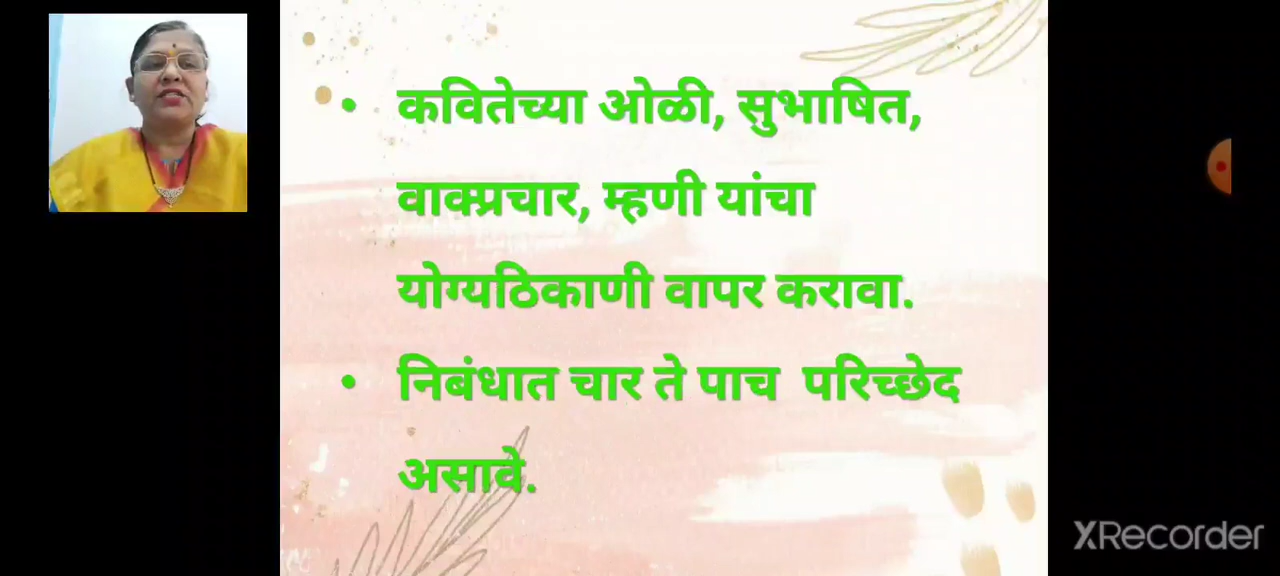 • कवितेच्या ओळी, सुभाषित,
वाक्प्रचार, म्हणी यांचा
योग्यठिकाणी वापर करावा.
• निबंधात चार ते पाच परिच्छेद
असावे.
XRecorder